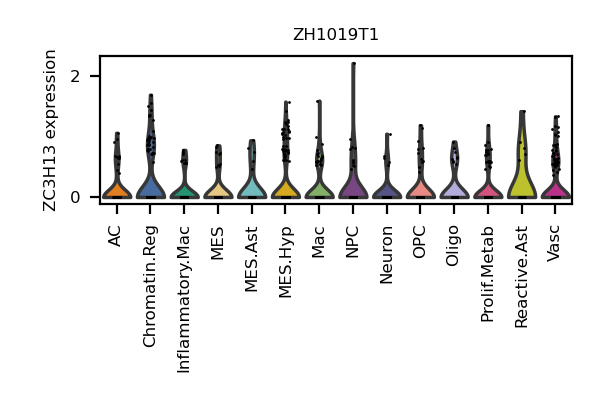 ZH1019T1
ZC3H13 expression
2
0
AC
Chromatin.Reg
Inflammatory.Mac
MES
MES.Ast
MES.Hyp
Mac
NPC
Neuron
OPC
Oligo
Prolif.Metab
Reactive.Ast
Vasc